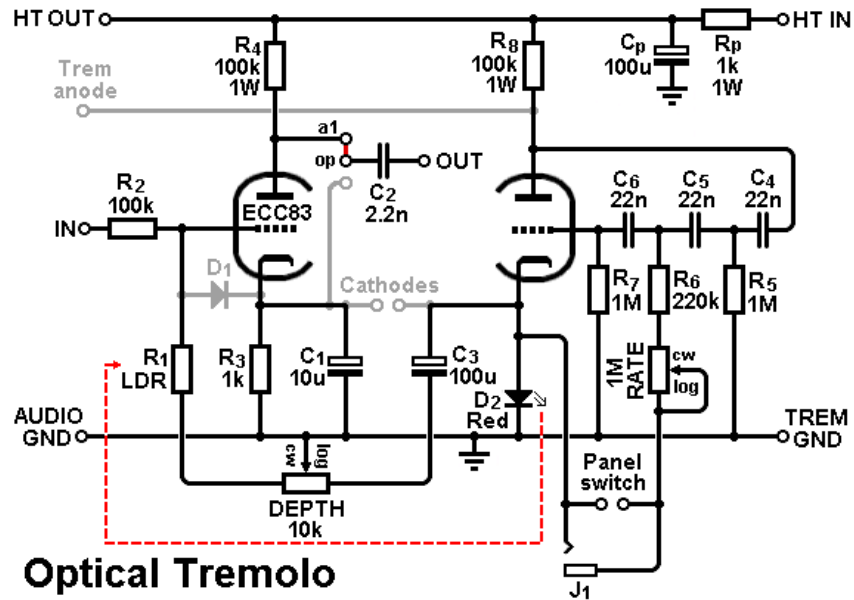 HT OUT
HT IN
R4
100k
1W
R8
100k
1W
Cp
100u
Rp
1k
1W
Trem
anode
a1
op
OUT
C2
2.2n
ECC83
R2
100k
IN
C6
22n
C5
22n
C4
22n
D1
Cathodes
R7
1M
R6
220k
R5
1M
R1
LDR
R3
1k
C1
10u
C3
100u
D2
Red
1M
RATE
cw
log
AUDIO
GND
TREM
GND
cw
log
DEPTH
10k
Panel
switch
J1
Optical Tremolo